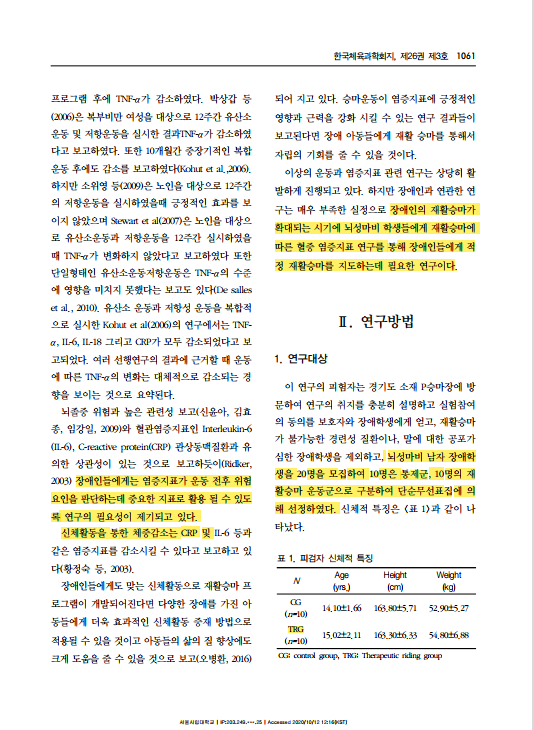 한국체육과학회지, 제26권 제3호 1061
프로그램 후에 TNF-α가 감소하였다. 박상갑 등
(2006)은 복부비만 여성을 대상으로 12주간 유산소
운동 및 저항운동을 실시한 결과TNF-α가 감소하였
다고 보고하였다. 또한 10개월간 중장기적인 복합
운동 후에도 감소를 보고하였다(Kohut et al.,2006).
하지만 소위영 등(2009)은 노인을 대상으로 12주간
의 저항운동을 실시하였을때 긍정적인 효과를 보
이지 않았으며 Stewart et al(2007)은 노인을 대상으
로 유산소운동과 저항운동을 12주간 실시하였을
때 TNF-α가 변화하지 않았다고 보고하였다 또한
단일형태인 유산소운동저항운동은 TNF-α의 수준
에 영향을 미치지 못했다는 보고도 있다(De salles
et al., 2010). 유산소 운동과 저항성 운동을 복합적
으로 실시한 Kohut et al(2006)의 연구에서는 TNF-
α, IL-6, IL-18 그리고 CRP가 모두 감소되었다고 보
고되었다. 여러 선행연구의 결과에 근거할 때 운동
에 따른 TNF-α의 변화는 대체적으로 감소되는 경
향을 보이는 것으로 요약된다.
뇌졸중 위험과 높은 관련성 보고(신윤아, 김효
종, 임강일, 2009)와 혈관염증지표인 Interleukin-6
(IL-6), C-reactive protein(CRP) 관상동맥질환과 유
의한 상관성이 있는 것으로 보고하듯이(Ridker,
2003) 장애인들에게는 염증지표가 운동 전후 위험
요인을 판단하는데 중요한 지표로 활용 될 수 있도
록 연구의 필요성이 제기되고 있다.
신체활동을 통한 체중감소는 CRP 및 IL-6 등과
같은 염증지표를 감소시킬 수 있다고 보고하고 있
다(황정숙 등, 2003).
장애인들에게도 맞는 신체활동으로 재활승마 프
로그램이 개발되어진다면 다양한 장애를 가진 아
동들에게 더욱 효과적인 신체활동 중재 방법으로
적용될 수 있을 것이고 아동들의 삶의 질 향상에도
크게 도움을 줄 수 있을 것으로 보고(오병환, 2016)
되어 지고 있다. 승마운동이 염증지표에 긍정적인
영향과 근력을 강화 시킬 수 있는 연구 결과들이
보고된다면 장애 아동들에게 재활 승마를 통해서
자립의 기회를 줄 수 있을 것이다.
이상의 운동과 염증지표 관련 연구는 상당히 활
발하게 진행되고 있다. 하지만 장애인과 연관한 연
구는 매우 부족한 실정으로 장애인의 재활승마가
확대되는 시기에 뇌성마비 학생들에게 재활승마에
따른 혈중 염증지표 연구를 통해 장애인들에게 적
정 재활승마를 지도하는데 필요한 연구이다.
Ⅱ. 연구방법
1. 연구대상
이 연구의 피험자는 경기도 소재 P승마장에 방
문하여 연구의 취지를 충분히 설명하고 실험참여
의 동의를 보호자와 장애학생에게 얻고, 재활승마
가 불가능한 경련성 질환이나, 말에 대한 공포가
심한 장애학생을 제외하고, 뇌성마비 남자 장애학
생을 20명을 모집하여 10명은 통제군, 10명의 재
활승마 운동군으로 구분하여 단순무선표집에 의
해 선정하였다. 신체적 특징은 <표 1>과 같이 나
타났다.
표 1. 피검자 신체적 특징
N Age (yrs.) Height (cm) Weight (kg)
CG (n=10) 14.10±1.66 163.80±5.71 52.90±5.27
TRG (n=10) 15.02±2.11 163.30±6.33 54.80±6.88
CG: control group, TRG: Therapeutic riding group
서울시립대학교 | IP:203.249.***.25 | Accessed 2020/10/12 12:16(KST)